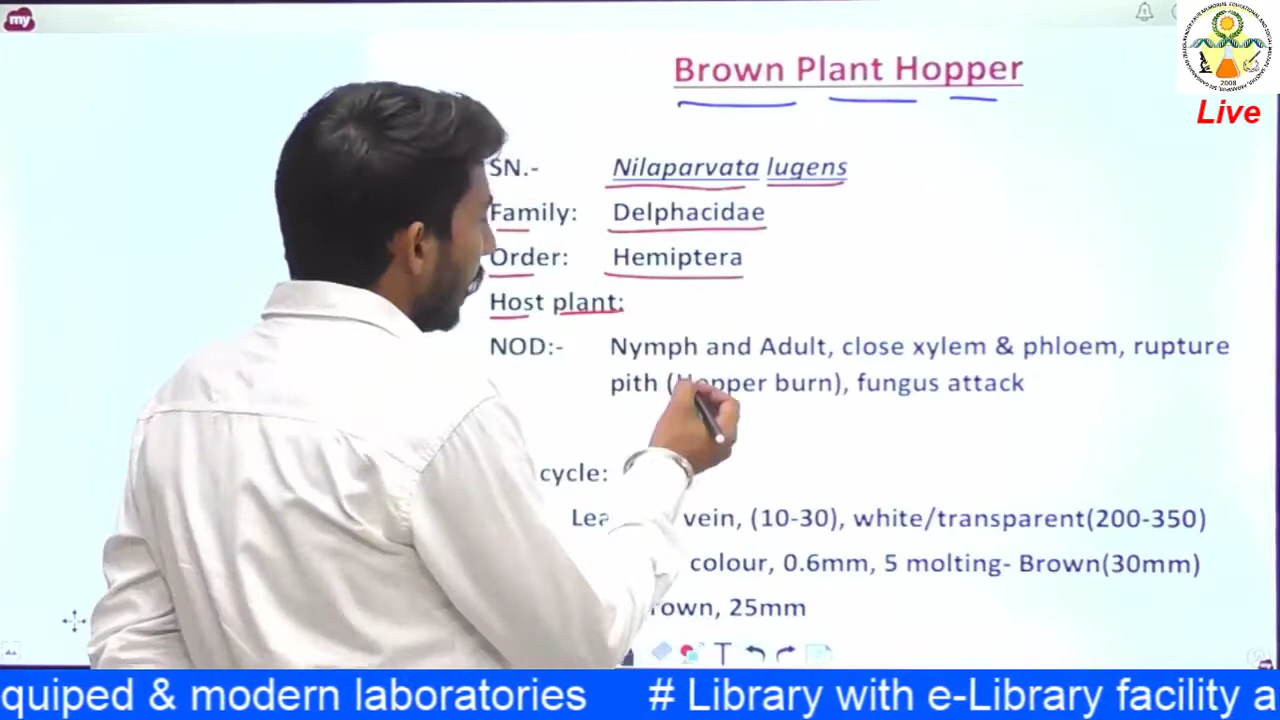 my
Brown Plant Hopper
Live
2008
SN.- Nilaparvata lugens
Family: Delphacidae
Order: Hemiptera
Host plant:
NOD:- Nymph and Adult, close xylem & phloem, rupture
pith (Hopper burn), fungus attack
cycle:
vein, (10-30), white/transparent(200-350)
colour, 0.6mm, 5 molting- Brown(30mm)
rown, 25mm
T
quiped & modern laboratories # Library with e-Library facility a